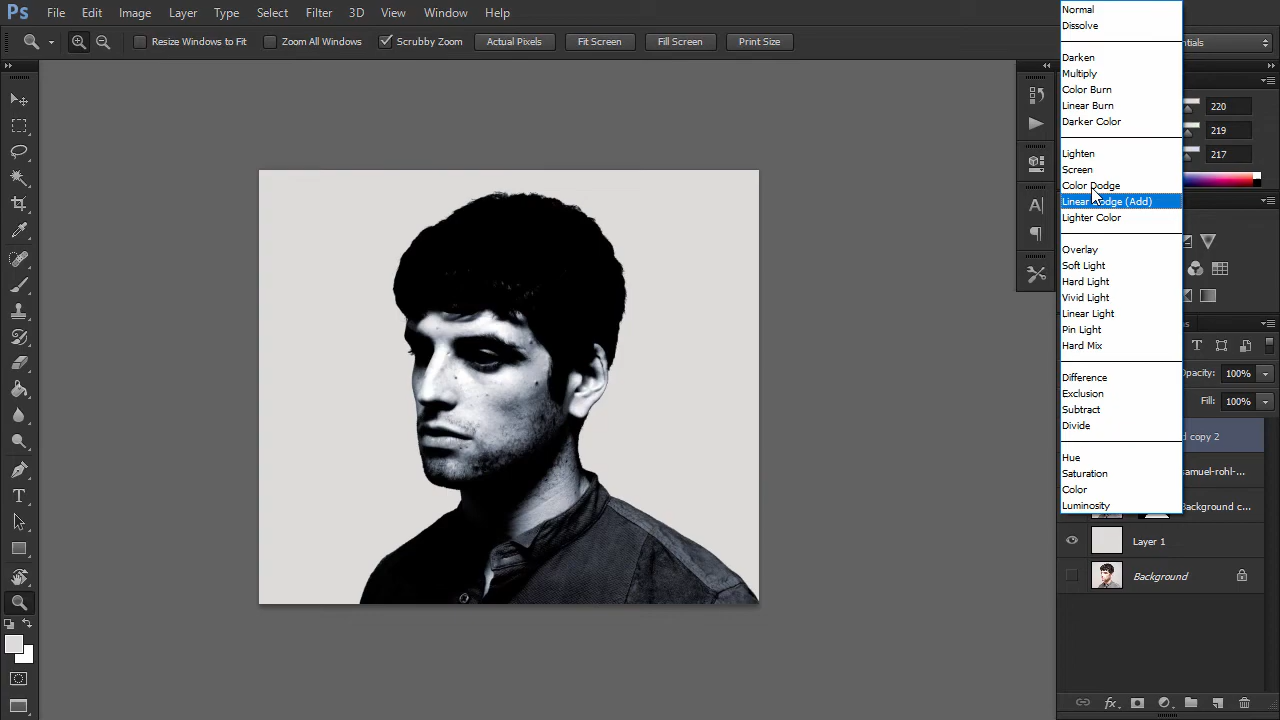 Ps File Edit Image Layer Type Select Filter 3D View Window Help
Resize Windows to Fit Zoom All Windows Scrubby Zoom Actual Pixels Fit Screen Fill Screen Print Size
Normal
Dissolve
Darken
Multiply
Color Burn
Linear Burn
Darker Color
Lighten
Screen
Color Dodge
Linear Dodge (Add)
Lighter Color
Overlay
Soft Light
Hard Light
Vivid Light
Linear Light
Pin Light
Hard Mix
Difference
Exclusion
Subtract
Divide
Hue
Saturation
Color
Luminosity
220
219
217
Opacity: 100%
Fill: 100%
copy 2
Background c...
Layer 1
Background
fx